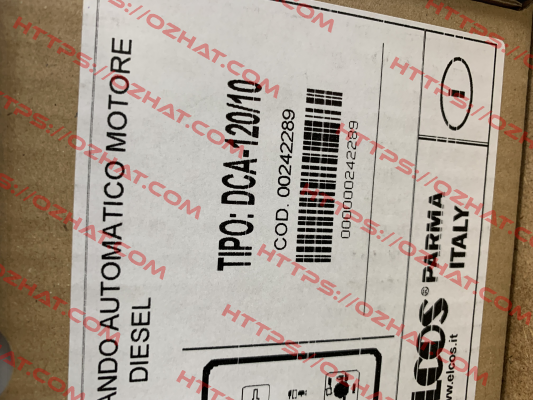 ANDO AUTOMATICO MOTORE
DIESEL
TIPO: DCA-120/10
COD. 00242289
000000242289
ELCOS® PARMA
ITALY
www.elcos.it
HTTPS://OZHAT.COM